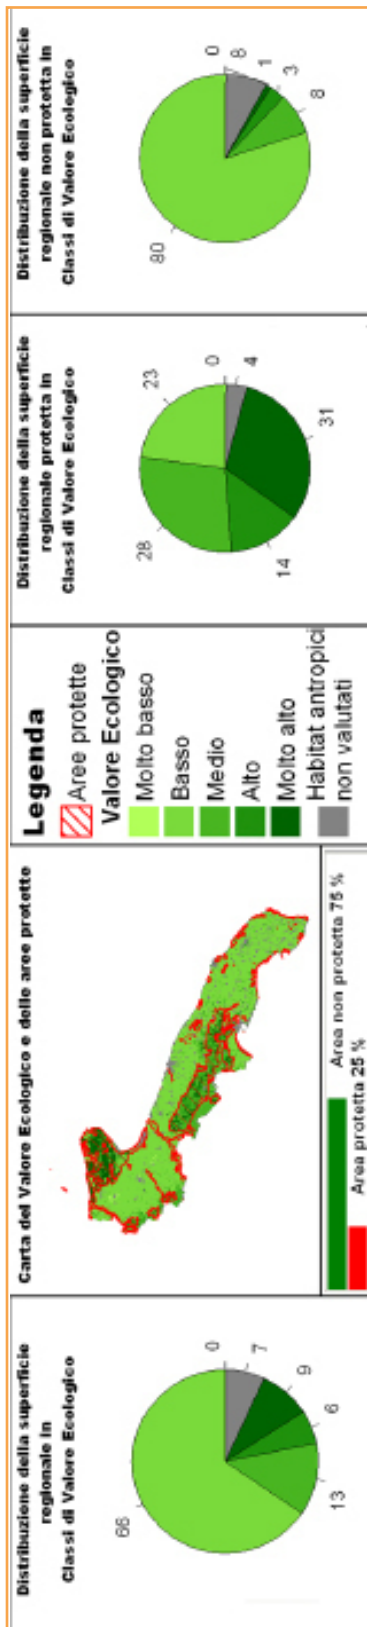 Distribuzione della superficie
regionale in
Classi di Valore Ecologico
66
0
7
9
6
13
Carta del Valore Ecologico e delle aree protette
Area non protetta 75 %
Area protetta 25 %
Legenda
Aree protette
Valore Ecologico
Molto basso
Basso
Medio
Alto
Molto alto
Habitat antropici
non valutati
Distribuzione della superficie
regionale protetta in
Classi di Valore Ecologico
23
0
4
31
14
28
Distribuzione della superficie
regionale non protetta in
Classi di Valore Ecologico
0
8
1
3
8
80